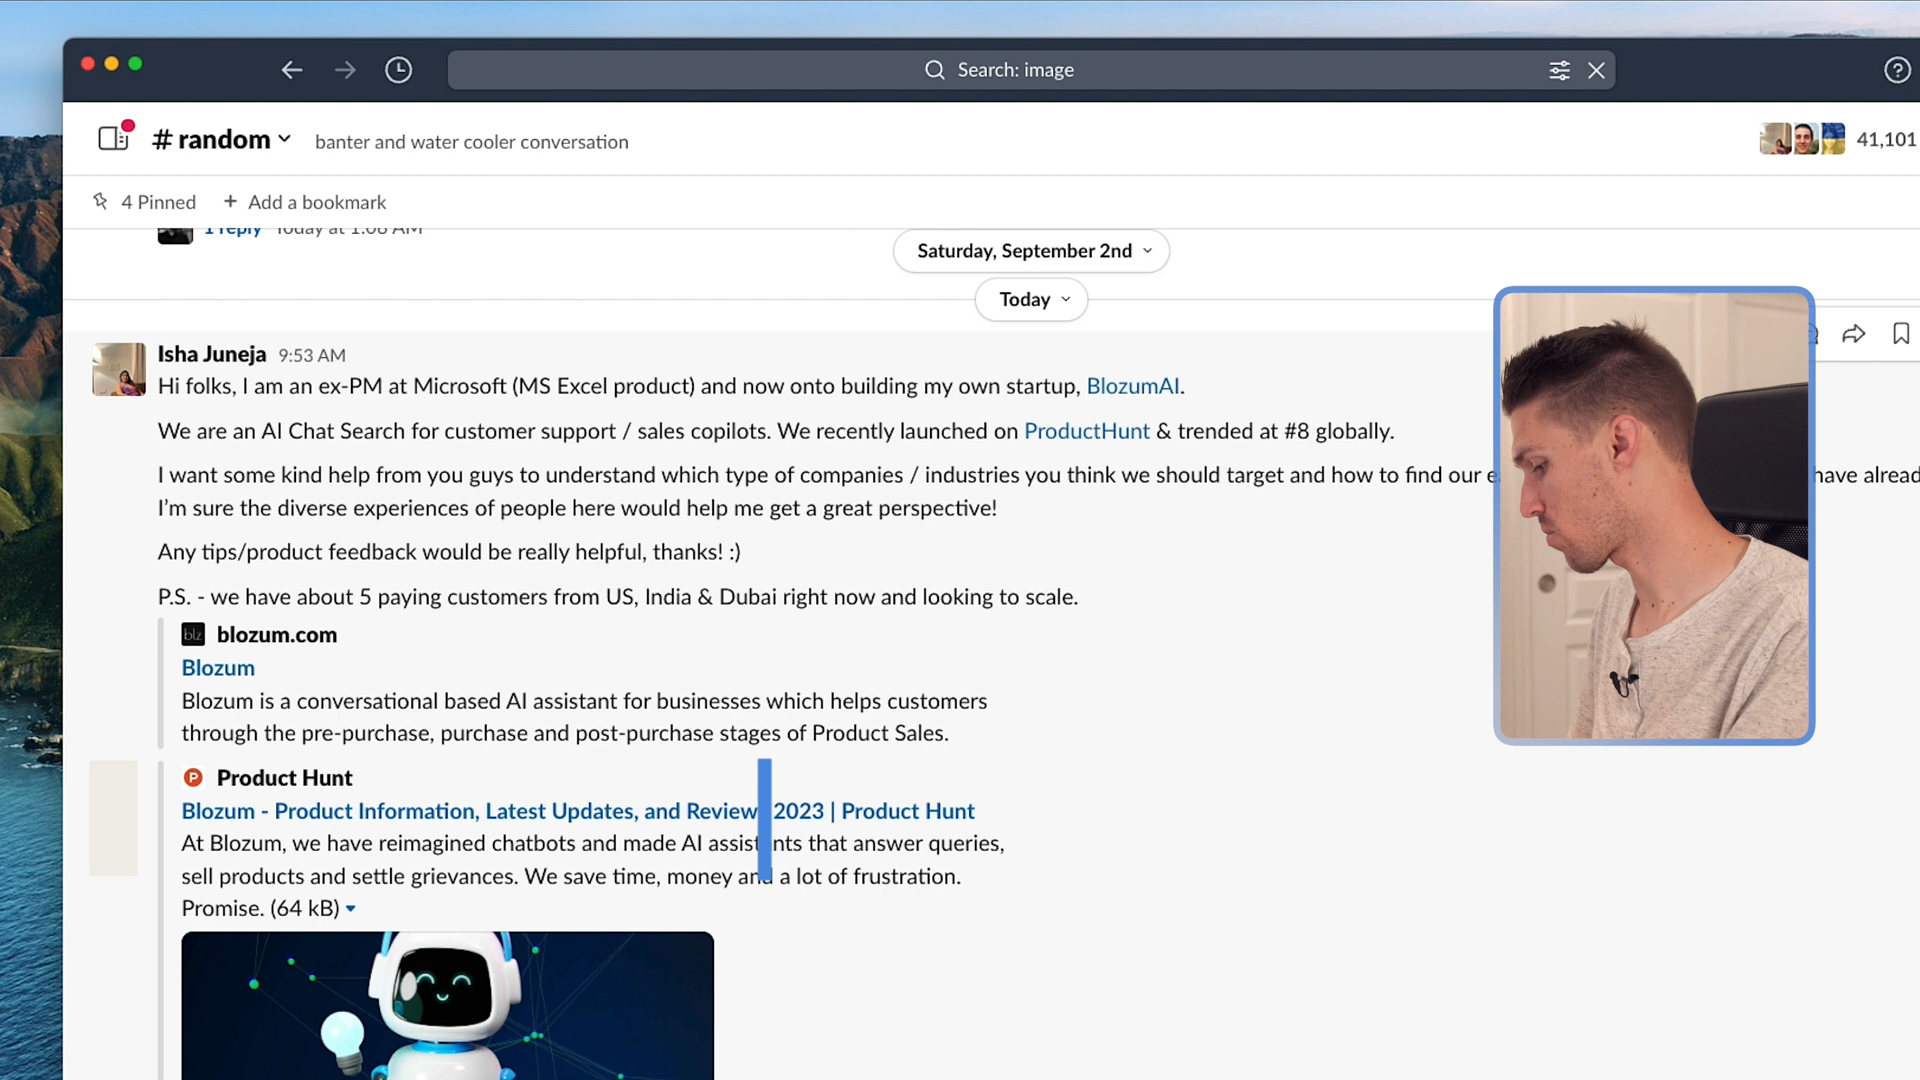 Search: image
# random
banter and water cooler conversation
41,101
4 Pinned
+ Add a bookmark
1 reply Today at 1:08 AM
Saturday, September 2nd
Today
Isha Juneja 9:53 AM
Hi folks, I am an ex-PM at Microsoft (MS Excel product) and now onto building my own startup, BlozumAI.
We are an AI Chat Search for customer support / sales copilots. We recently launched on ProductHunt & trended at #8 globally.
I want some kind help from you guys to understand which type of companies / industries you think we should target and how to find our have
I'm sure the diverse experiences of people here would help me get a great perspective!
Any tips/product feedback would be really helpful, thanks! :)
P.S. - we have about 5 paying customers from US, India & Dubai right now and looking to scale.
blz blozum.com
Blozum
Blozum is a conversational based AI assistant for businesses which helps customers
through the pre-purchase, purchase and post-purchase stages of Product Sales.
P Product Hunt
Blozum - Product Information, Latest Updates, and Review 2023 | Product Hunt
At Blozum, we have reimagined chatbots and made AI assistants that answer queries,
sell products and settle grievances. We save time, money and a lot of frustration.
Promise. (64 kB)